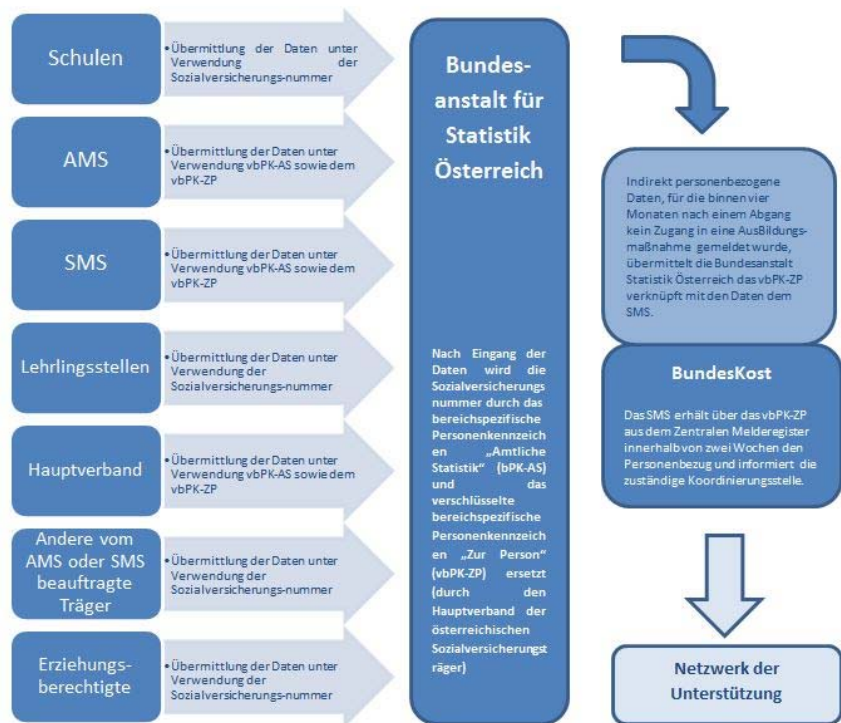 Schulen
•Übermittlung der Daten unter
Verwendung der
Sozialversicherungs-nummer
AMS
•Übermittlung der Daten unter
Verwendung vbPK-AS sowie dem
vbPK-ZP
SMS
•Übermittlung der Daten unter
Verwendung vbPK-AS sowie dem
vbPK-ZP
Lehrlingsstellen
•Übermittlung der Daten unter
Verwendung der
Sozialversicherungs-nummer
Hauptverband
•Übermittlung der Daten unter
Verwendung vbPK-AS sowie dem
vbPK-ZP
Andere vom
AMS oder SMS
beauftragte
Träger
•Übermittlung der Daten unter
Verwendung der
Sozialversicherungs-nummer
Erziehungs-
berechtigte
•Übermittlung der Daten unter
Verwendung der
Sozialversicherungs-nummer
Bundes-
anstalt für
Statistik
Österreich
Nach Eingang der
Daten wird die
Sozialversicherungs
nummer durch das
bereichspezifische
Personenkennzeich
en „Amtliche
Statistik“ (bPK-AS)
und das
verschlüsselte
bereichspezifische
Personenkennzeich
en „Zur Person“
(vbPK-ZP) ersetzt
(durch den
Hauptverband der
österreichischen
Sozialversicherungst
räger)
Indirekt personenbezogene
Daten, für die binnen vier
Monaten nach einem Abgang
kein Zugang in eine AusBildungs-
maßnahme gemeldet wurde,
übermittelt die Bundesanstalt
Statistik Österreich das vbPK-ZP
verknüpft mit den Daten dem
SMS.
BundesKost
Das SMS erhält über das vbPK-ZP
aus dem Zentralen Melderegister
innerhalb von zwei Wochen den
Personenbezug und informiert die
zuständige Koordinierungsstelle.
Netzwerk der
Unterstützung